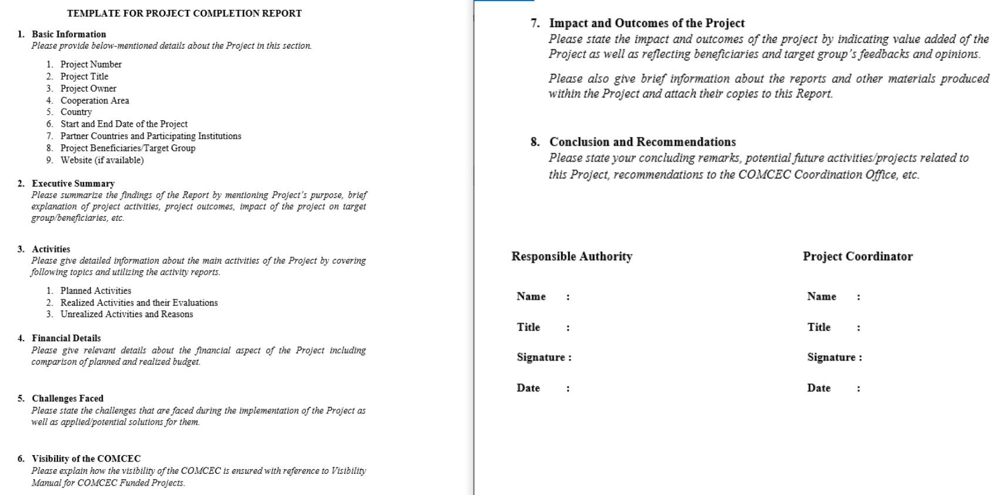 TEMPLATE FOR PROJECT COMPLETION REPORT
1. Basic Information
Please provide below-mentioned details about the Project in this section.
1. Project Number
2. Project Title
3. Project Owner
4. Cooperation Area
5. Country
6. Start and End Date of the Project
7. Partner Countries and Participating Institutions
8. Project Beneficiaries/Target Group
9. Website (if available)
2. Executive Summary
Please summarize the findings of the Report by mentioning Project's purpose, brief
explanation of project activities, project outcomes, impact of the project on target
group/beneficiaries, etc.
3. Activities
Please give detailed information about the main activities of the Project by covering
following topics and utilizing the activity reports.
1. Planned Activities
2. Realized Activities and their Evaluations
3. Unrealized Activities and Reasons
4. Financial Details
Please give relevant details about the financial aspect of the Project including
comparison of planned and realized budget.
5. Challenges Faced
Please state the challenges that are faced during the implementation of the Project as
well as applied/potential solutions for them.
6. Visibility of the COMCEC
Please explain how the visibility of the COMCEC is ensured with reference to Visibility
Manual for COMCEC Funded Projects.
7. Impact and Outcomes of the Project
Please state the impact and outcomes of the project by indicating value added of the
Project as well as reflecting beneficiaries and target group's feedbacks and opinions.
Please also give brief information about the reports and other materials produced
within the Project and attach their copies to this Report.
8. Conclusion and Recommendations
Please state your concluding remarks, potential future activities/projects related to
this Project, recommendations to the COMCEC Coordination Office, etc.
Responsible Authority Project Coordinator
Name : Name :
Title : Title :
Signature : Signature :
Date : Date :